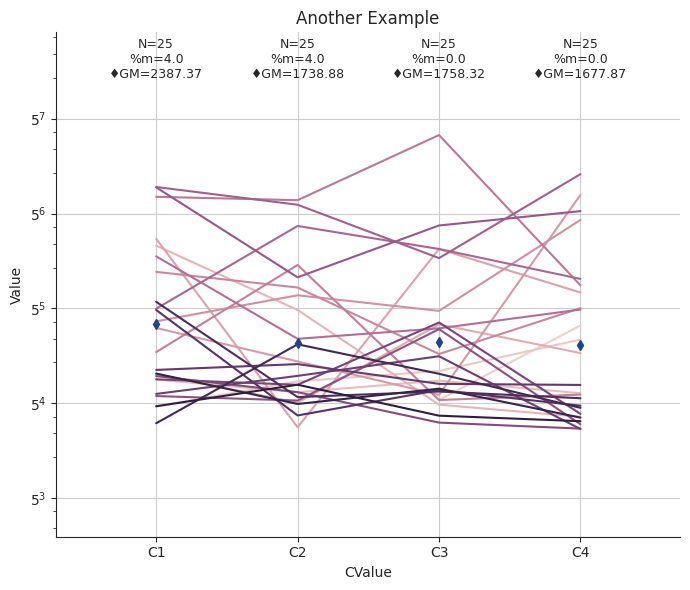 Another Example
N=25 N=25 N=25 N=25
%m=4.0 %m=4.0 %m=0.0 %m=0.0
♦GM=2387.37 ♦GM=1738.88 ♦GM=1758.32 ♦GM=1677.87
5⁷
5⁶
5⁵
5⁴
5³
Value
C1 C2 C3 C4
CValue